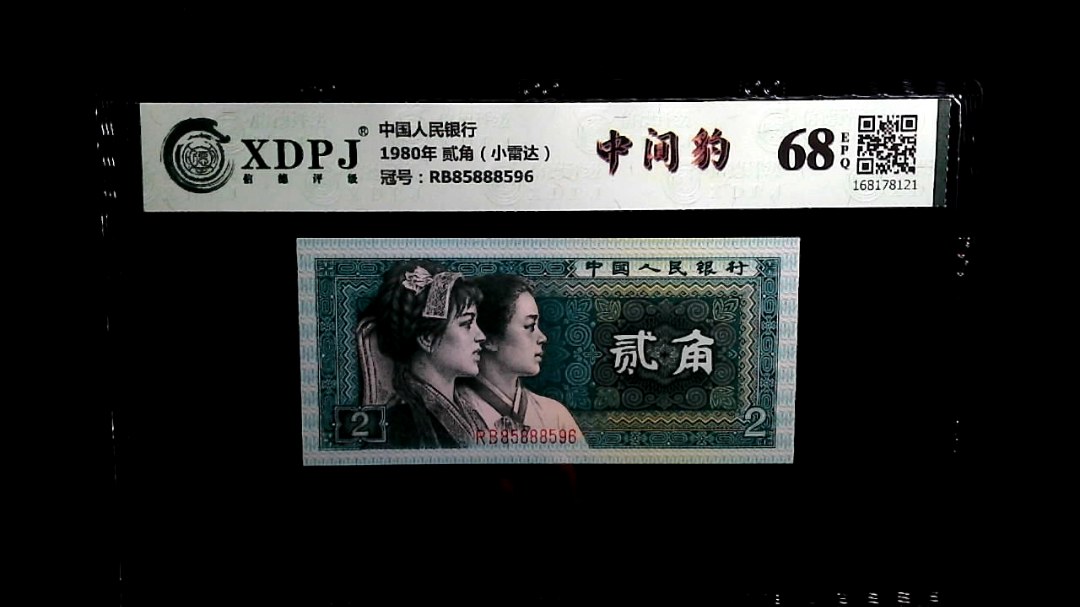 XDPJ®
信德评级
中国人民银行
1980年 贰角（小雷达）
冠号：RB85888596
中间豹
68
EPQ
168178121
中国人民银行
贰角
2
2
RB85888596